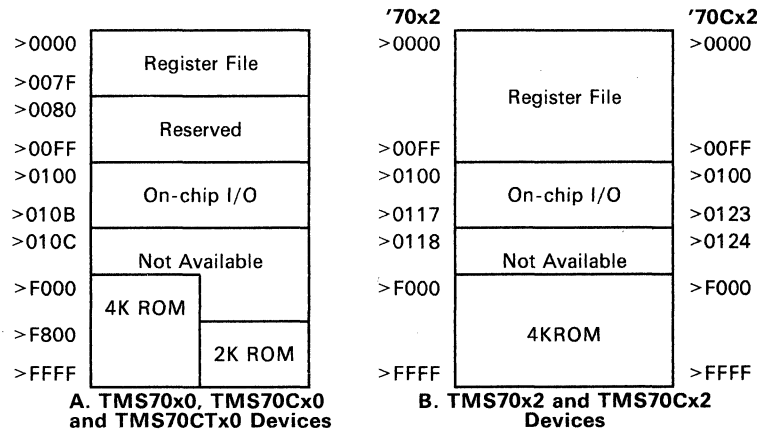 >0000
Register File
>007F
>0080
Reserved
>00FF
>0100
On-chip I/O
>010B
>010C
Not Available
>F000
4K ROM
>F800
2K ROM
>FFFF
A. TMS70x0, TMS70Cx0
and TMS70CTx0 Devices
'70x2 '70Cx2
>0000 >0000
Register File
>00FF >00FF
>0100 >0100
On-chip I/O
>0117 >0123
>0118 >0124
Not Available
>F000 >F000
4KROM
>FFFF >FFFF
B. TMS70x2 and TMS70Cx2
Devices